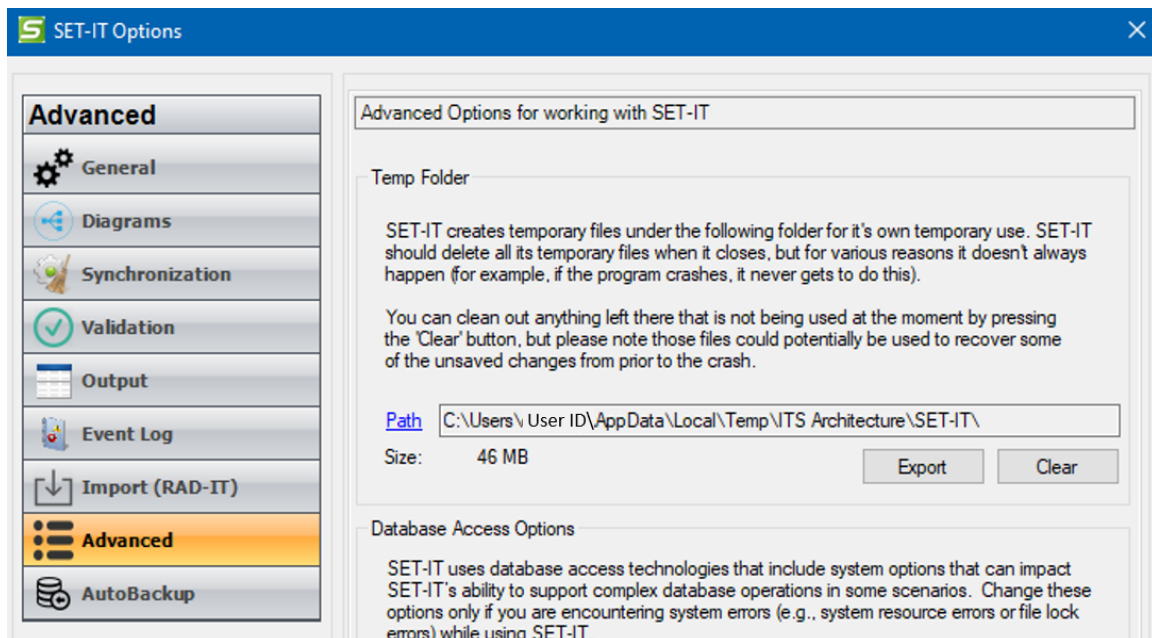 SET-IT Options
Advanced
General
Diagrams
Synchronization
Validation
Output
Event Log
Import (RAD-IT)
Advanced
AutoBackup
Advanced Options for working with SET-IT
Temp Folder
SET-IT creates temporary files under the following folder for it's own temporary use. SET-IT
should delete all its temporary files when it closes, but for various reasons it doesn't always
happen (for example, if the program crashes, it never gets to do this).
You can clean out anything left there that is not being used at the moment by pressing
the 'Clear' button, but please note those files could potentially be used to recover some
of the unsaved changes from prior to the crash.
Path C:\Users\ User ID\AppData\Local\Temp\ITS Architecture\SET-IT\
Size: 46 MB
Export Clear
Database Access Options
SET-IT uses database access technologies that include system options that can impact
SET-IT's ability to support complex database operations in some scenarios. Change these
options only if you are encountering system errors (e.g., system resource errors or file lock
errors) while using SET-IT.